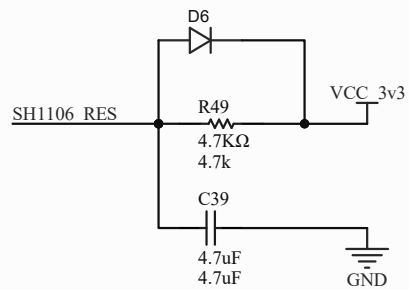 D6
VCC_3v3
SH1106_RES
R49
4.7KΩ
4.7k
C39
4.7uF
4.7uF
GND